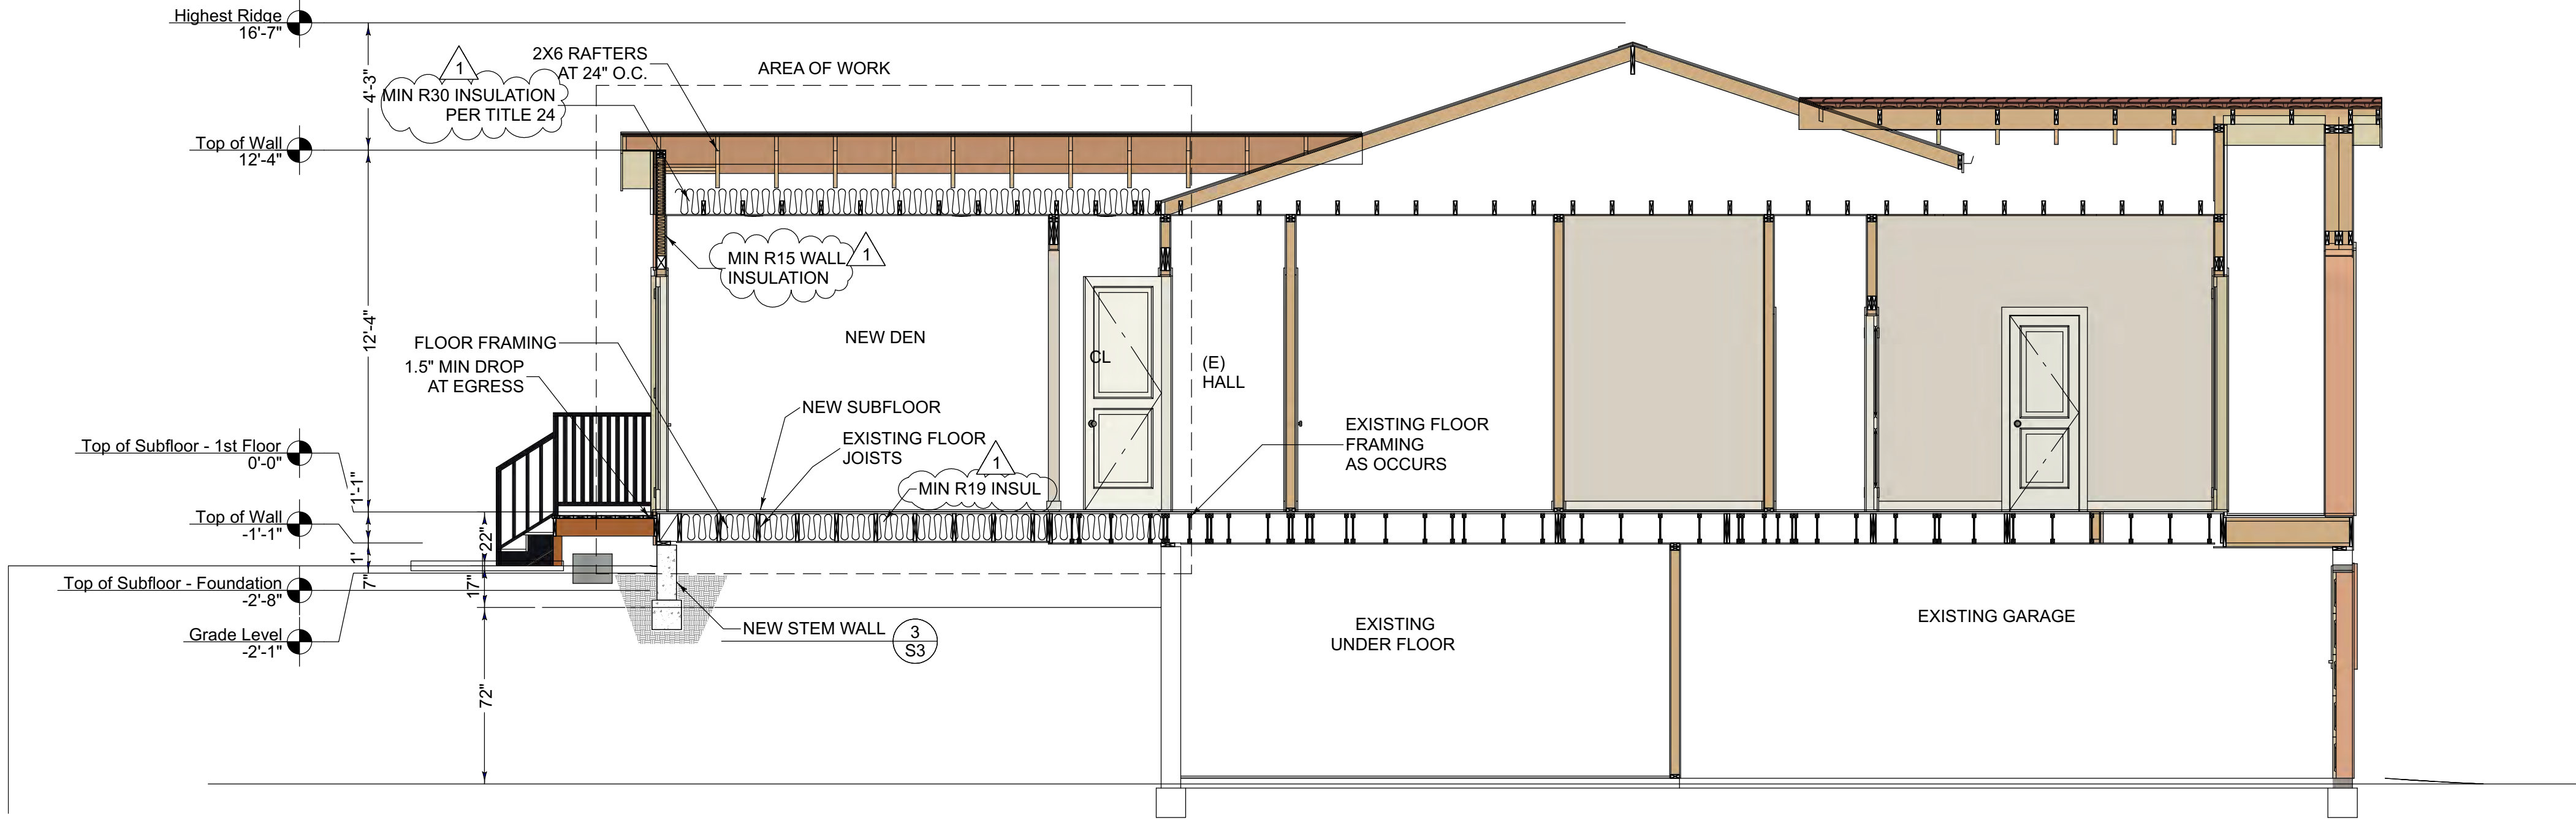 Highest Ridge
16'-7"
4'-3"
1
MIN R30 INSULATION
PER TITLE 24
2X6 RAFTERS
AT 24" O.C.
AREA OF WORK
Top of Wall
12'-4"
12'-4"
MIN R15 WALL
INSULATION
1
NEW DEN
FLOOR FRAMING
1.5" MIN DROP
AT EGRESS
CL
(E)
HALL
NEW SUBFLOOR
EXISTING FLOOR
JOISTS
1
MIN R19 INSUL
EXISTING FLOOR
FRAMING
AS OCCURS
Top of Subfloor - 1st Floor
0'-0"
1'-1"
Top of Wall
-1'-1"
22"
1'
7"
17"
Top of Subfloor - Foundation
-2'-8"
Grade Level
-2'-1"
NEW STEM WALL
3
S3
72"
EXISTING
UNDER FLOOR
EXISTING GARAGE